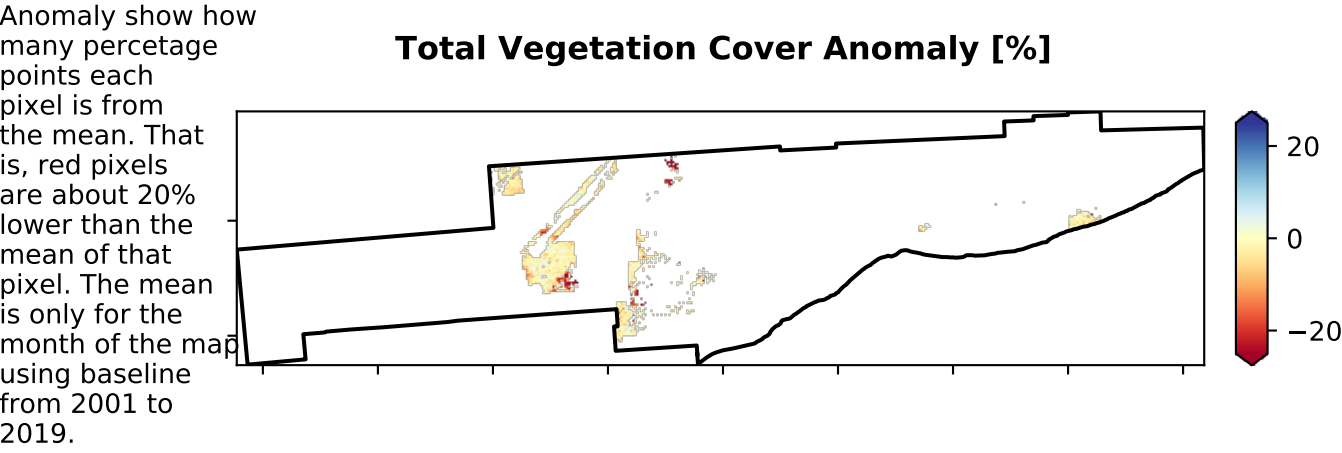 Anomaly show how
many percetage
points each
pixel is from
the mean. That
is, red pixels
are about 20%
lower than the
mean of that
pixel. The mean
is only for the
month of the map
using baseline
from 2001 to
2019.
Total Vegetation Cover Anomaly [%]
20
0
−20